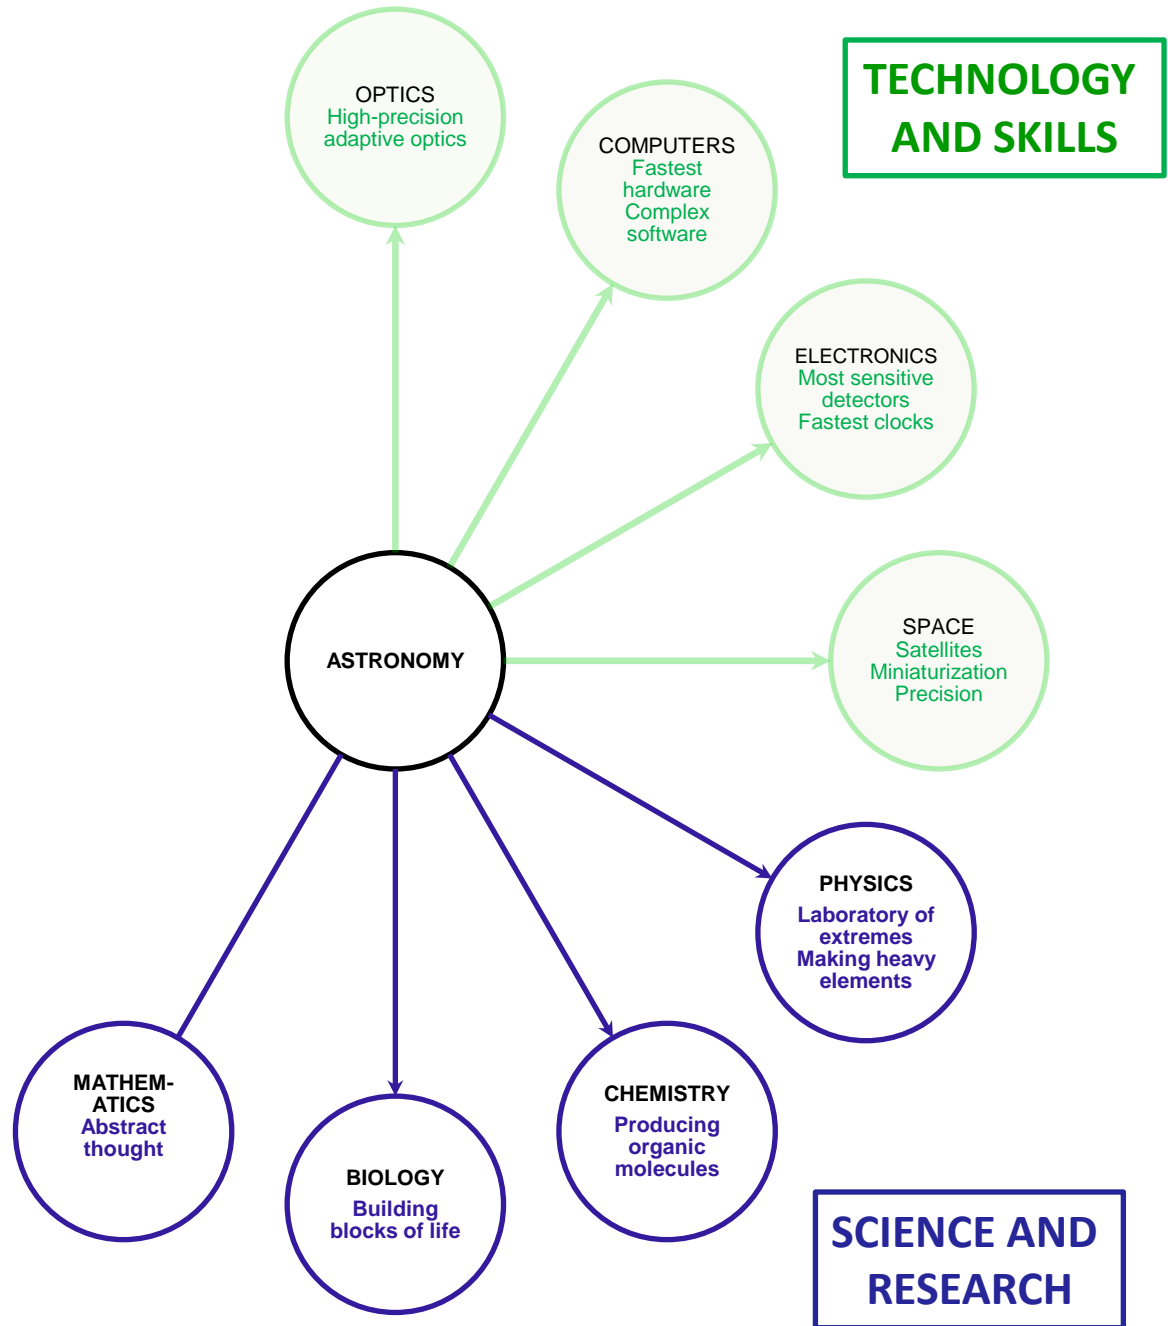 TECHNOLOGY
AND SKILLS
OPTICS
High-precision
adaptive optics
COMPUTERS
Fastest
hardware
Complex
software
ELECTRONICS
Most sensitive
detectors
Fastest clocks
SPACE
Satellites
Miniaturization
Precision
ASTRONOMY
PHYSICS
Laboratory of
extremes
Making heavy
elements
CHEMISTRY
Producing
organic
molecules
BIOLOGY
Building
blocks of life
MATHEM-
ATICS
Abstract
thought
SCIENCE AND
RESEARCH